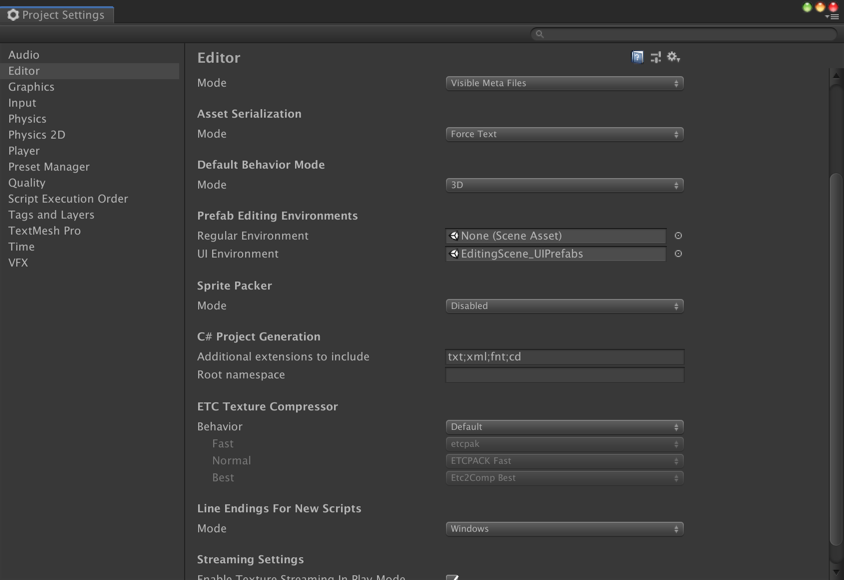 Project Settings
Audio
Editor
Graphics
Input
Physics
Physics 2D
Player
Preset Manager
Quality
Script Execution Order
Tags and Layers
TextMesh Pro
Time
VFX
Editor
Mode Visible Meta Files
Asset Serialization
Mode Force Text
Default Behavior Mode
Mode 3D
Prefab Editing Environments
Regular Environment None (Scene Asset)
UI Environment EditingScene_UIPrefabs
Sprite Packer
Mode Disabled
C# Project Generation
Additional extensions to include txt;xml;fnt;cd
Root namespace
ETC Texture Compressor
Behavior Default
Fast etcpak
Normal ETCPACK Fast
Best Etc2Comp Best
Line Endings For New Scripts
Mode Windows
Streaming Settings
Enable Texture Streaming In Play Mode